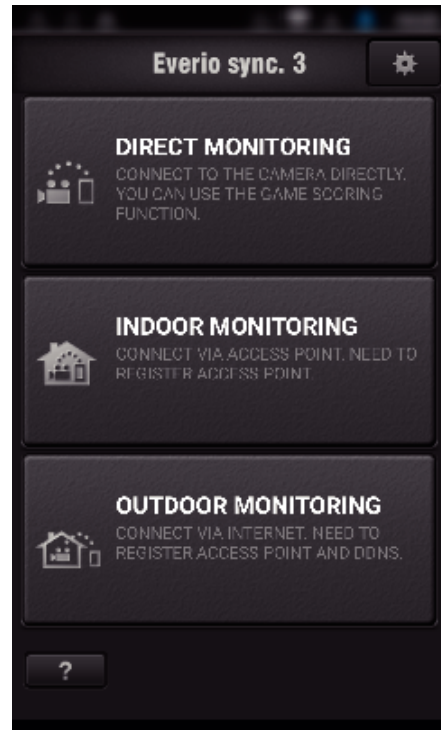 Everio sync. 3
DIRECT MONITORING
CONNECT TO THE CAMERA DIRECTLY.
YOU CAN USE THE GAME SCORING
FUNCTION.
INDOOR MONITORING
CONNECT VIA ACCESS POINT. NEED TO
REGISTER ACCESS POINT.
OUTDOOR MONITORING
CONNECT VIA INTERNET. NEED TO
REGISTER ACCESS POINT AND DDNS.
?